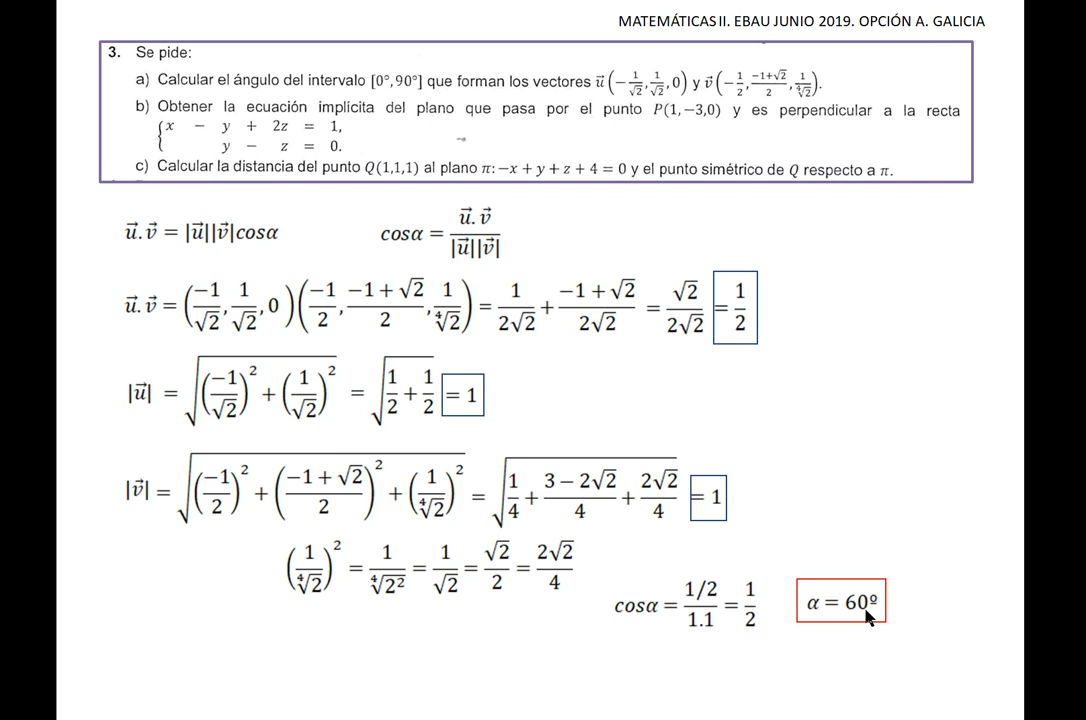 MATEMÁTICAS II. EBAU JUNIO 2019. OPCIÓN A. GALICIA
3. Se pide:
a) Calcular el ángulo del intervalo [0°, 90°] que forman los vectores u⃗ (−1/√2, 1/√2, 0) y v⃗ (−1/2, (−1+√2)/2, 1/∜2).
b) Obtener la ecuación implícita del plano que pasa por el punto P(1,−3,0) y es perpendicular a la recta
{x − y + 2z = 1,
y − z = 0.
c) Calcular la distancia del punto Q(1,1,1) al plano π: −x + y + z + 4 = 0 y el punto simétrico de Q respecto a π.
u⃗. v⃗ = |u⃗||v⃗|cosα cosα = u⃗. v⃗ / |u⃗||v⃗|
u⃗. v⃗ = (−1/√2, 1/√2, 0)(−1/2, (−1 + √2)/2, 1/∜2) = 1/(2√2) + (−1 + √2)/(2√2) = √2/(2√2) = 1/2
|u⃗| = √((−1/√2)² + (1/√2)²) = √(1/2 + 1/2) = 1
|v⃗| = √((−1/2)² + ((−1 + √2)/2)² + (1/∜2)²) = √(1/4 + (3 − 2√2)/4 + 2√2/4) = 1
(1/∜2)² = 1/∜2² = 1/√2 = √2/2 = 2√2/4
cosα = (1/2)/1.1 = 1/2 α = 60º